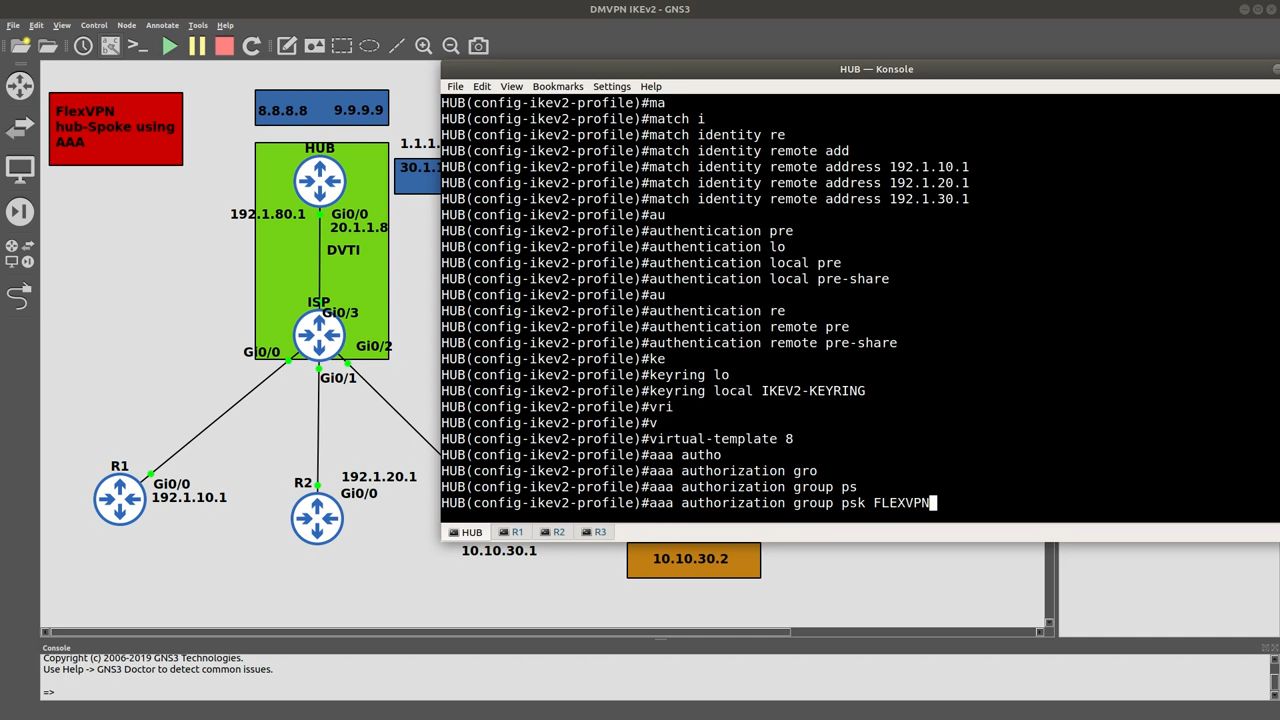 DMVPN IKEv2 - GNS3
File Edit View Control Node Annotate Tools Help
FlexVPN
hub-Spoke using
AAA
8.8.8.8 9.9.9.9
HUB
1.1.1.
30.1.1
192.1.80.1 Gi0/0
20.1.1.8
DVTI
ISP
Gi0/3
Gi0/0 Gi0/2
Gi0/1
R1
Gi0/0
192.1.10.1
R2
192.1.20.1
Gi0/0
HUB — Konsole
File Edit View Bookmarks Settings Help
HUB(config-ikev2-profile)#ma
HUB(config-ikev2-profile)#match i
HUB(config-ikev2-profile)#match identity re
HUB(config-ikev2-profile)#match identity remote add
HUB(config-ikev2-profile)#match identity remote address 192.1.10.1
HUB(config-ikev2-profile)#match identity remote address 192.1.20.1
HUB(config-ikev2-profile)#match identity remote address 192.1.30.1
HUB(config-ikev2-profile)#au
HUB(config-ikev2-profile)#authentication pre
HUB(config-ikev2-profile)#authentication lo
HUB(config-ikev2-profile)#authentication local pre
HUB(config-ikev2-profile)#authentication local pre-share
HUB(config-ikev2-profile)#au
HUB(config-ikev2-profile)#authentication re
HUB(config-ikev2-profile)#authentication remote pre
HUB(config-ikev2-profile)#authentication remote pre-share
HUB(config-ikev2-profile)#ke
HUB(config-ikev2-profile)#keyring lo
HUB(config-ikev2-profile)#keyring local IKEV2-KEYRING
HUB(config-ikev2-profile)#vri
HUB(config-ikev2-profile)#v
HUB(config-ikev2-profile)#virtual-template 8
HUB(config-ikev2-profile)#aaa autho
HUB(config-ikev2-profile)#aaa authorization gro
HUB(config-ikev2-profile)#aaa authorization group ps
HUB(config-ikev2-profile)#aaa authorization group psk FLEXVPN
HUB R1 R2 R3
10.10.30.1
10.10.30.2
Console
Copyright (c) 2006-2019 GNS3 Technologies.
Use Help -> GNS3 Doctor to detect common issues.
=>